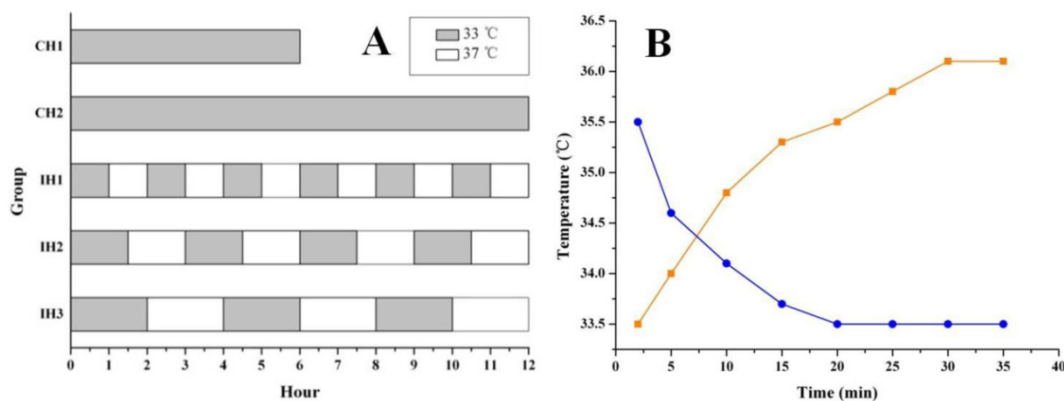 A
33 ℃
37 ℃
CH1
CH2
IH1
IH2
IH3
Group
0 1 2 3 4 5 6 7 8 9 10 11 12
Hour
B
36.5
36.0
35.5
35.0
34.5
34.0
33.5
Temperature (℃)
0 5 10 15 20 25 30 35 40
Time (min)